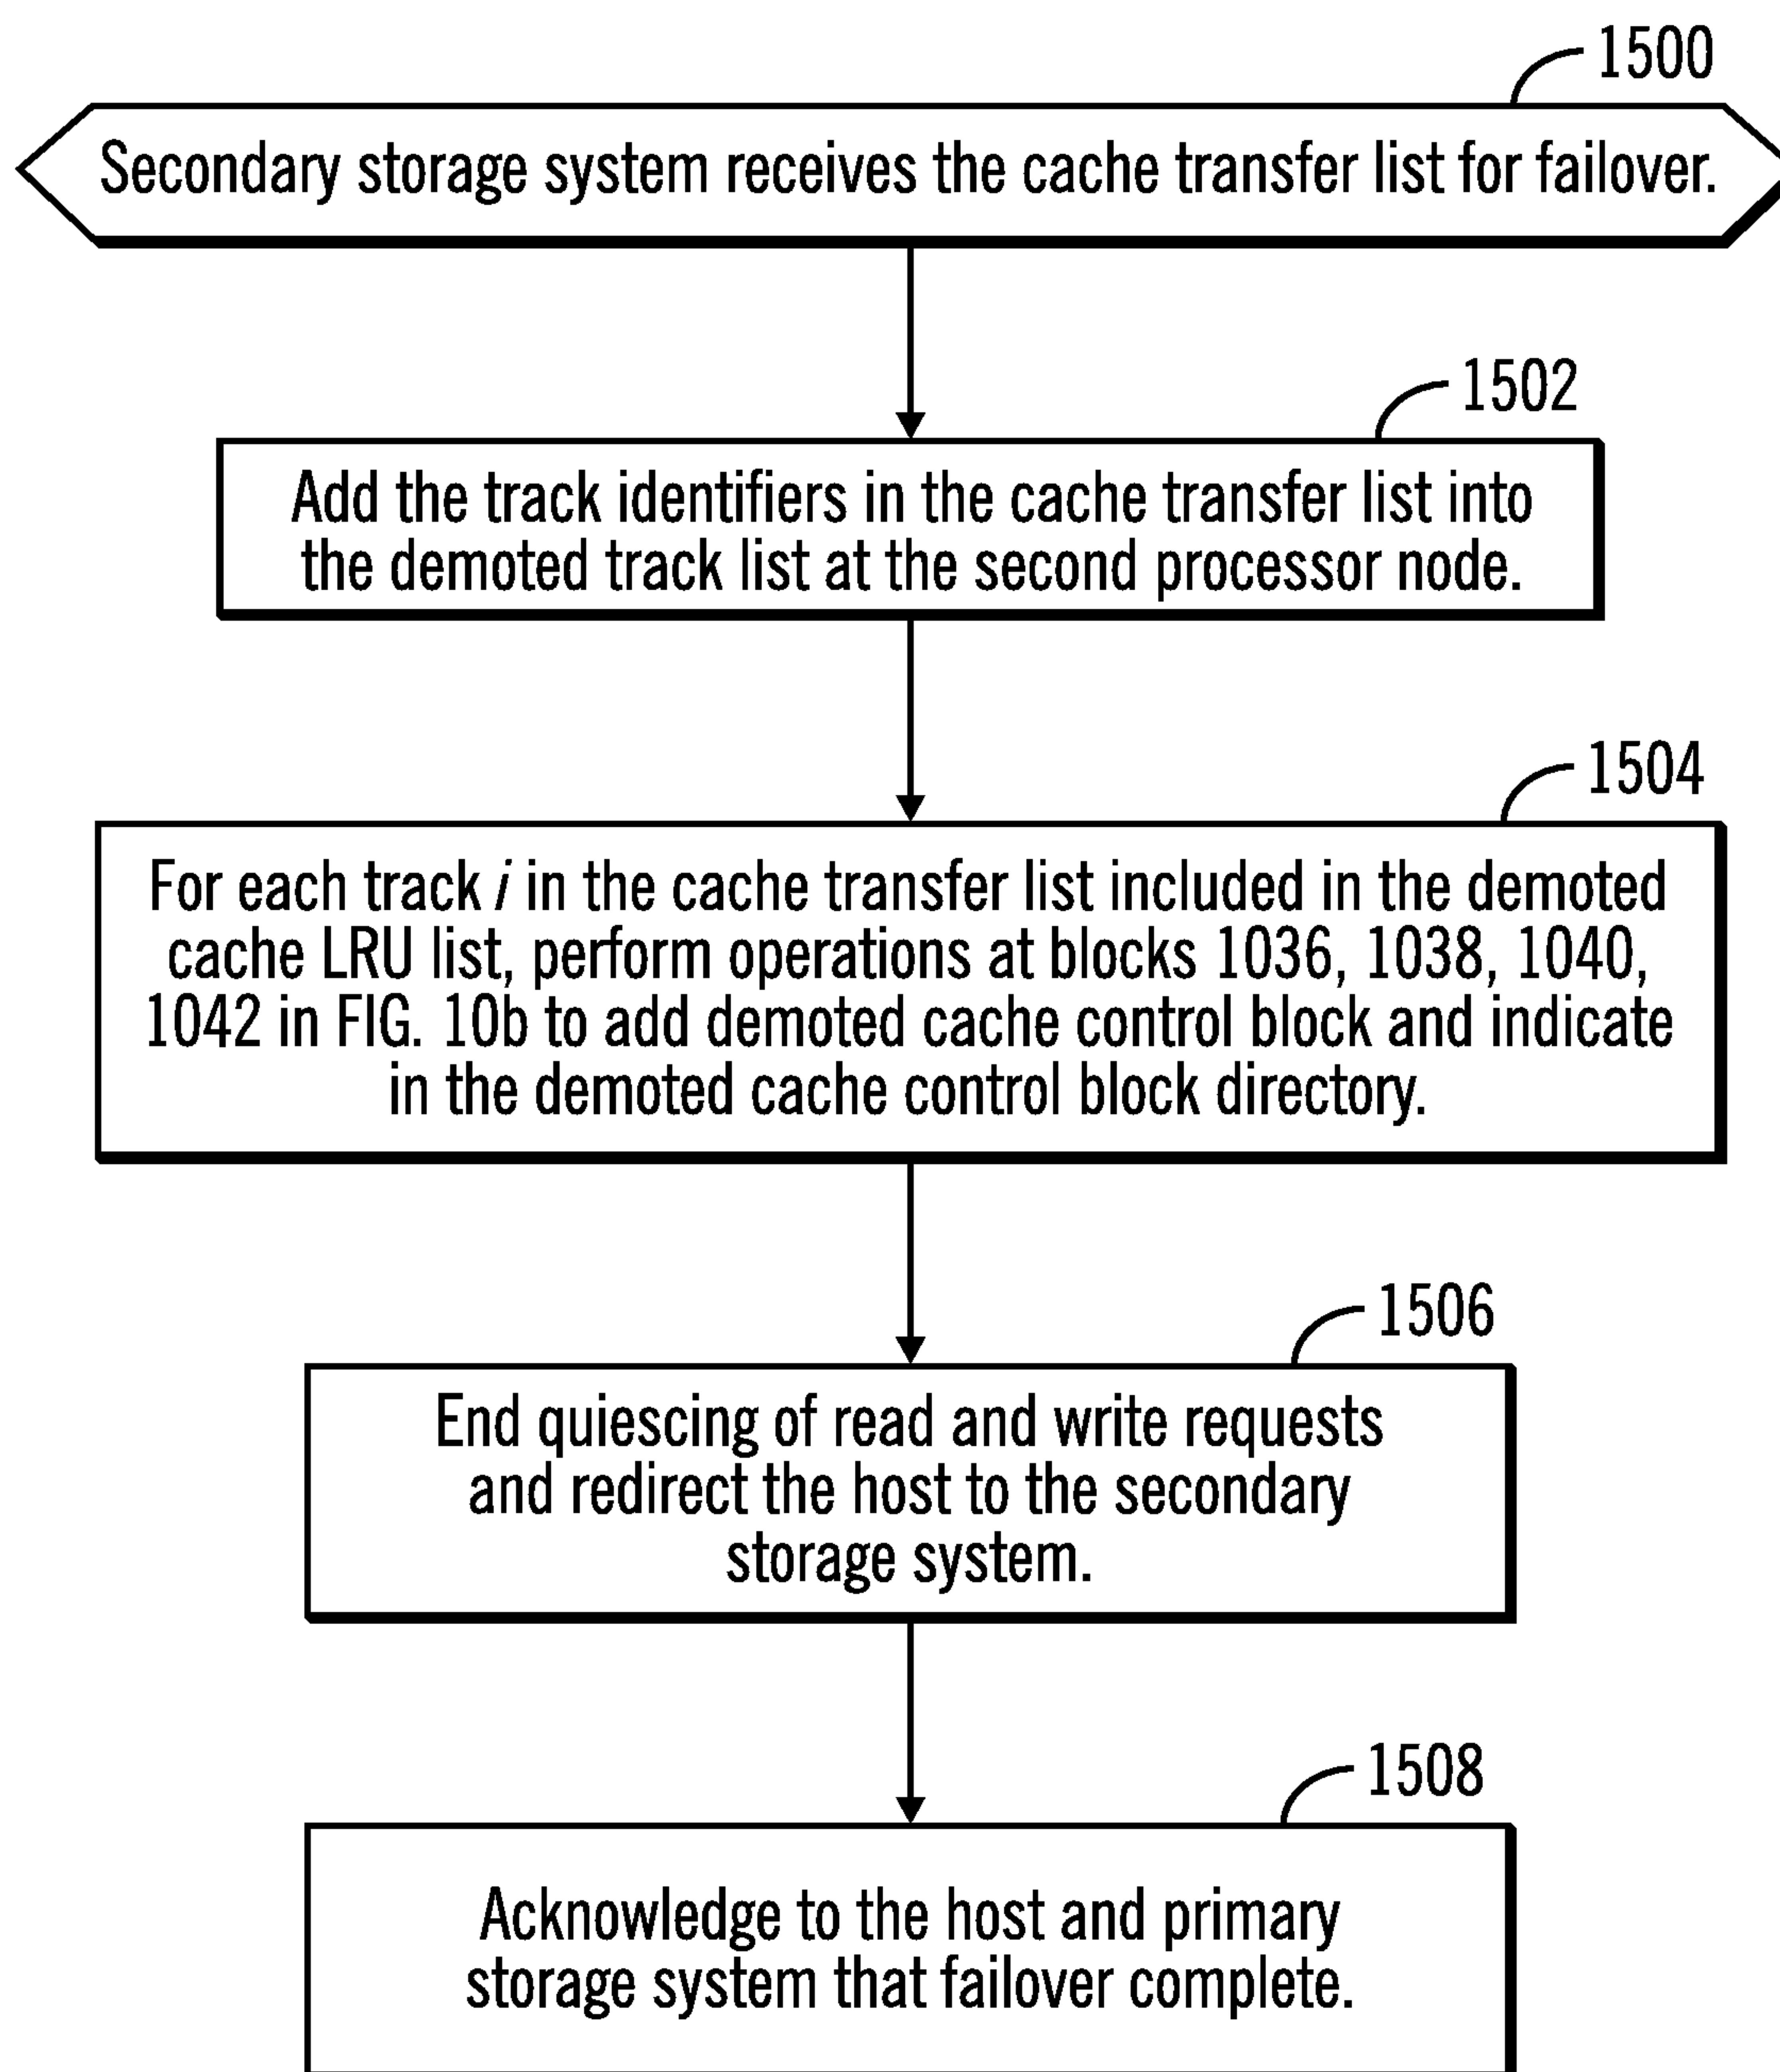 1500
Secondary storage system receives the cache transfer list for failover.
1502
Add the track identifiers in the cache transfer list into
the demoted track list at the second processor node.
1504
For each track i in the cache transfer list included in the demoted
cache LRU list, perform operations at blocks 1036, 1038, 1040,
1042 in FIG. 10b to add demoted cache control block and indicate
in the demoted cache control block directory.
1506
End quiescing of read and write requests
and redirect the host to the secondary
storage system.
1508
Acknowledge to the host and primary
storage system that failover complete.